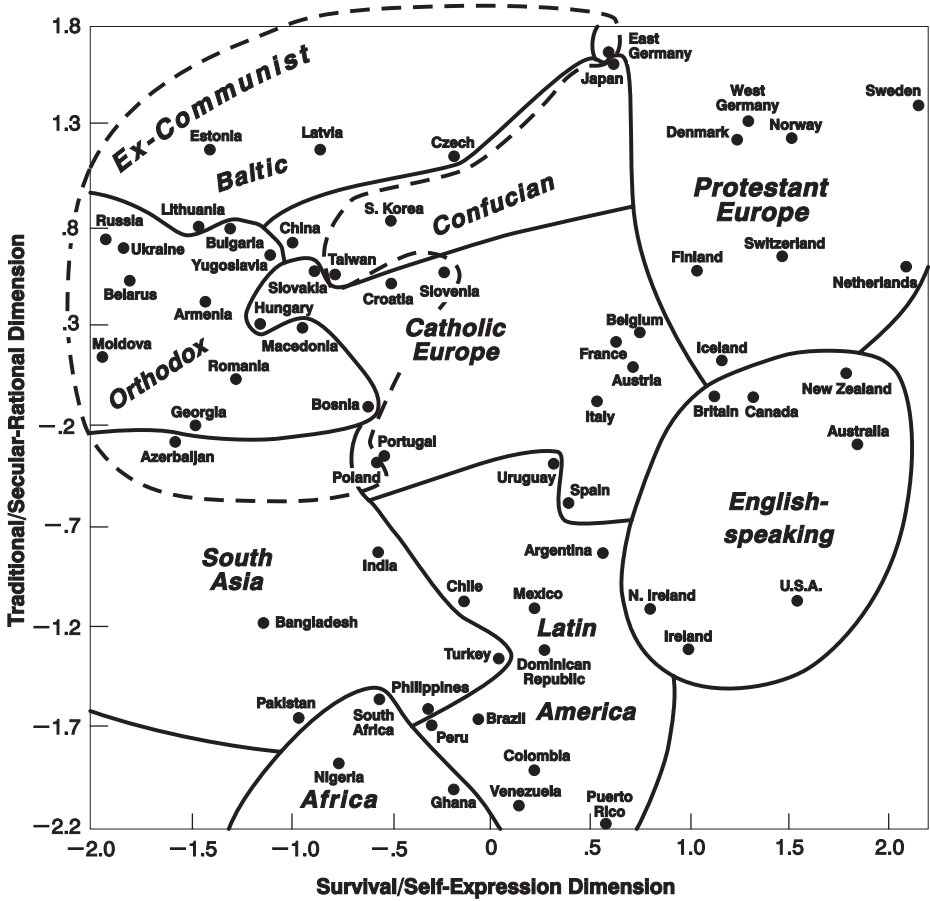 1.8
1.3
.8
.3
–.2
–.7
–1.2
–1.7
–2.2
Traditional/Secular-Rational Dimension
–2.0
–1.5
–1.0
–.5
0
.5
1.0
1.5
2.0
Survival/Self-Expression Dimension
Ex-Communist
East
Germany
Japan
Sweden
West
Germany
Denmark
Norway
Estonia
Latvia
Czech
Baltic
Protestant
Europe
Confucian
Lithuania
S. Korea
Russia
Ukraine
Bulgaria
China
Yugoslavia
Taiwan
Switzerland
Finland
Netherlands
Belarus
Slovakia
Croatia
Slovenia
Armenia
Hungary
Catholic
Europe
Belgium
Moldova
Macedonia
France
Iceland
Orthodox
Romania
Austria
New Zealand
Bosnia
Italy
Britain
Canada
Georgia
Australia
Azerbaijan
Portugal
Poland
Uruguay
Spain
English-
speaking
South
Asia
India
Argentina
Chile
Mexico
N. Ireland
U.S.A.
Bangladesh
Latin
Ireland
Turkey
Dominican
Republic
Philippines
Pakistan
South
Africa
Brazil
America
Peru
Nigeria
Colombia
Africa
Ghana
Venezuela
Puerto
Rico